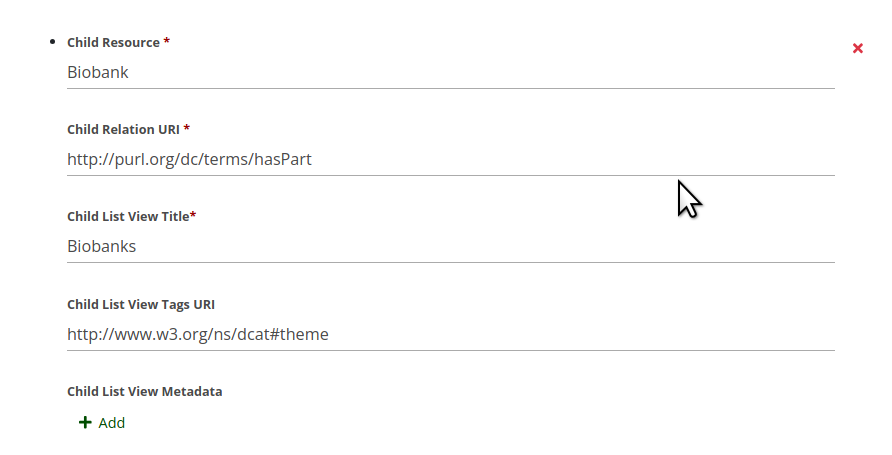 Child Resource *
Biobank
Child Relation URI *
http://purl.org/dc/terms/hasPart
Child List View Title*
Biobanks
Child List View Tags URI
http://www.w3.org/ns/dcat#theme
Child List View Metadata
Add